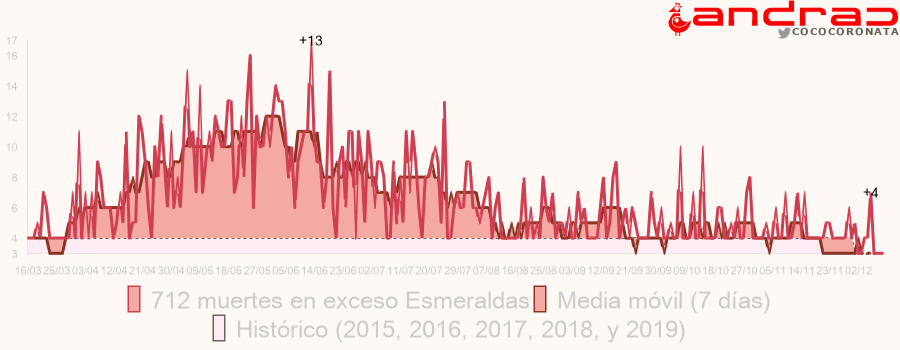 andrac
COCOCORONATA
+13
+4
17
16
14
12
10
8
6
4
3
16/03 25/03 03/04 12/04 21/04 30/04 09/05 18/05 27/05 05/06 14/06 23/06 02/07 11/07 20/07 29/07 07/08 16/08 25/08 03/09 12/09 21/09 30/09 09/10 18/10 27/10 05/11 14/11 23/11 02/12
712 muertes en exceso Esmeraldas Media móvil (7 días)
Histórico (2015, 2016, 2017, 2018, y 2019)